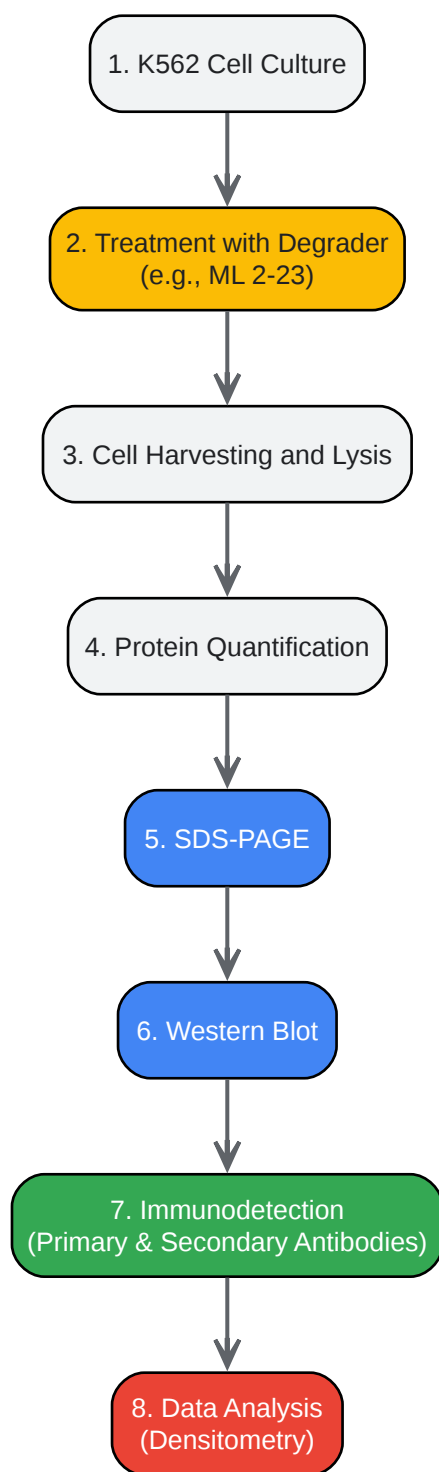 1. K562 Cell Culture
2. Treatment with Degrader
(e.g., ML 2-23)
3. Cell Harvesting and Lysis
4. Protein Quantification
5. SDS-PAGE
6. Western Blot
7. Immunodetection
(Primary & Secondary Antibodies)
8. Data Analysis
(Densitometry)